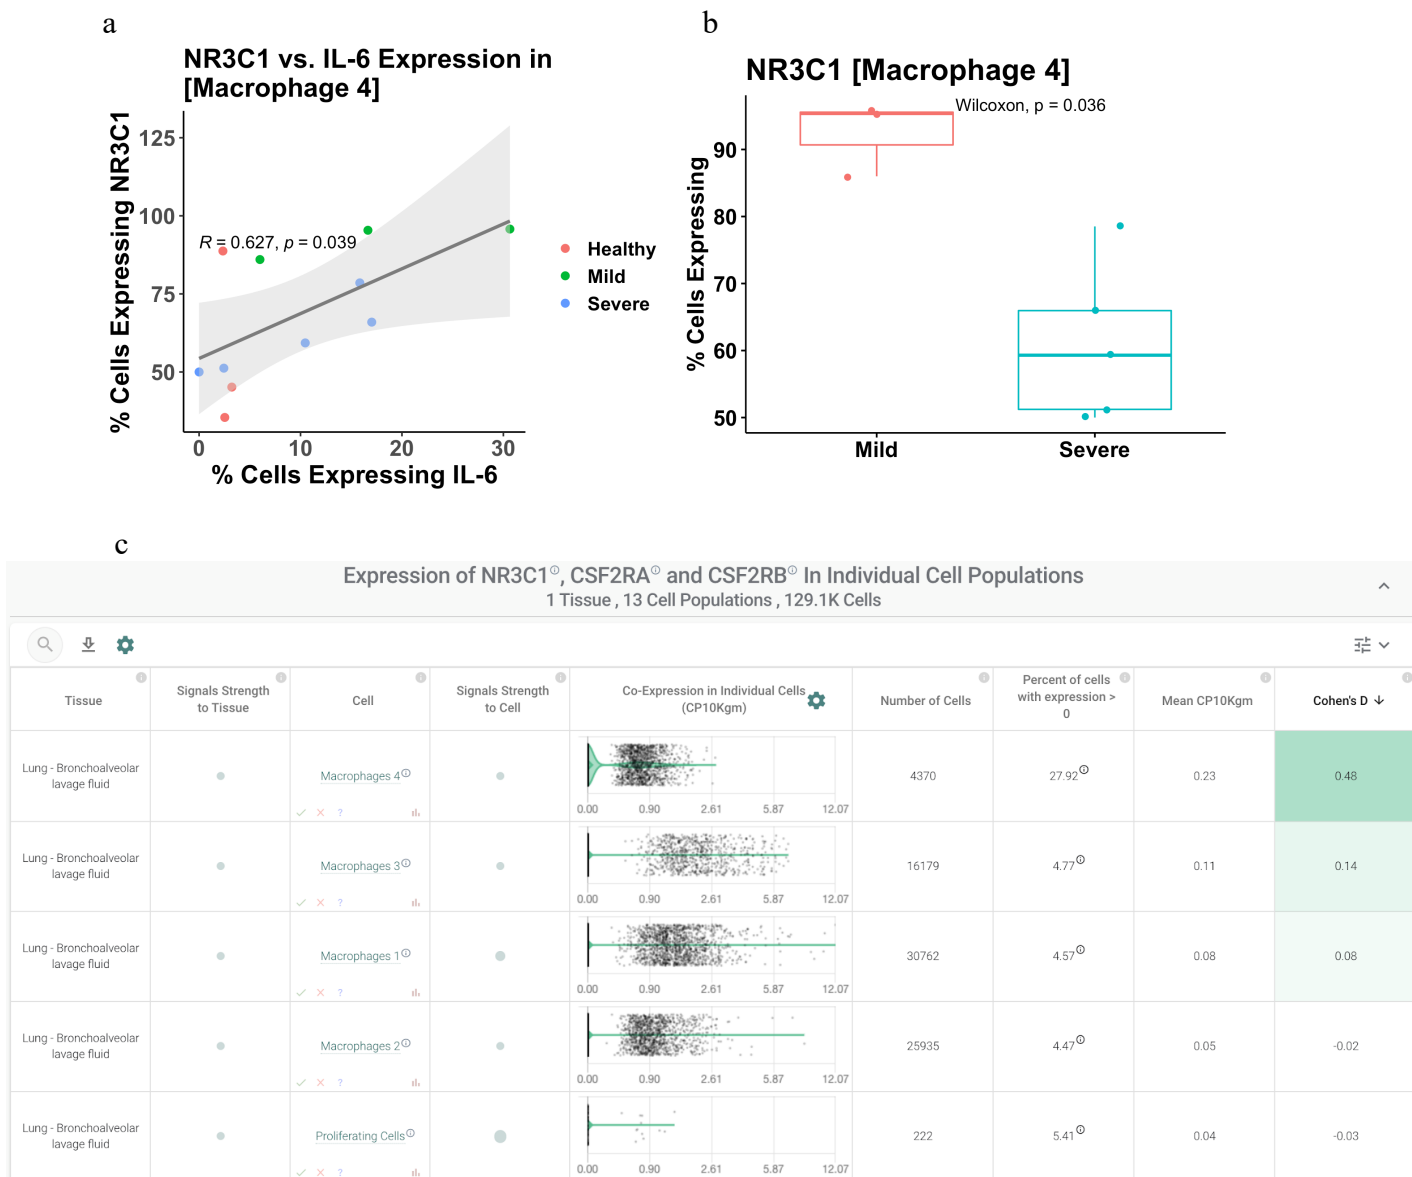 a
NR3C1 vs. IL-6 Expression in
[Macrophage 4]
% Cells Expressing NR3C1
125
100
75
50
R = 0.627, p = 0.039
0 10 20 30
% Cells Expressing IL-6
Healthy
Mild
Severe
b
NR3C1 [Macrophage 4]
Wilcoxon, p = 0.036
% Cells Expressing
90
80
70
60
50
Mild Severe
c
Expression of NR3C1, CSF2RA and CSF2RB In Individual Cell Populations
1 Tissue , 13 Cell Populations , 129.1K Cells
Tissue
Signals Strength
to Tissue
Cell
Signals Strength
to Cell
Co-Expression in Individual Cells
(CP10Kgm)
Number of Cells
Percent of cells
with expression >
0
Mean CP10Kgm
Cohen's D
Lung - Bronchoalveolar
lavage fluid
Macrophages 4
0.00 0.90 2.61 5.87 12.07
4370
27.92
0.23
0.48
Lung - Bronchoalveolar
lavage fluid
Macrophages 3
0.00 0.90 2.61 5.87 12.07
16179
4.77
0.11
0.14
Lung - Bronchoalveolar
lavage fluid
Macrophages 1
0.00 0.90 2.61 5.87 12.07
30762
4.57
0.08
0.08
Lung - Bronchoalveolar
lavage fluid
Macrophages 2
0.00 0.90 2.61 5.87 12.07
25935
4.47
0.05
-0.02
Lung - Bronchoalveolar
lavage fluid
Proliferating Cells
0.00 0.90 2.61 5.87 12.07
222
5.41
0.04
-0.03